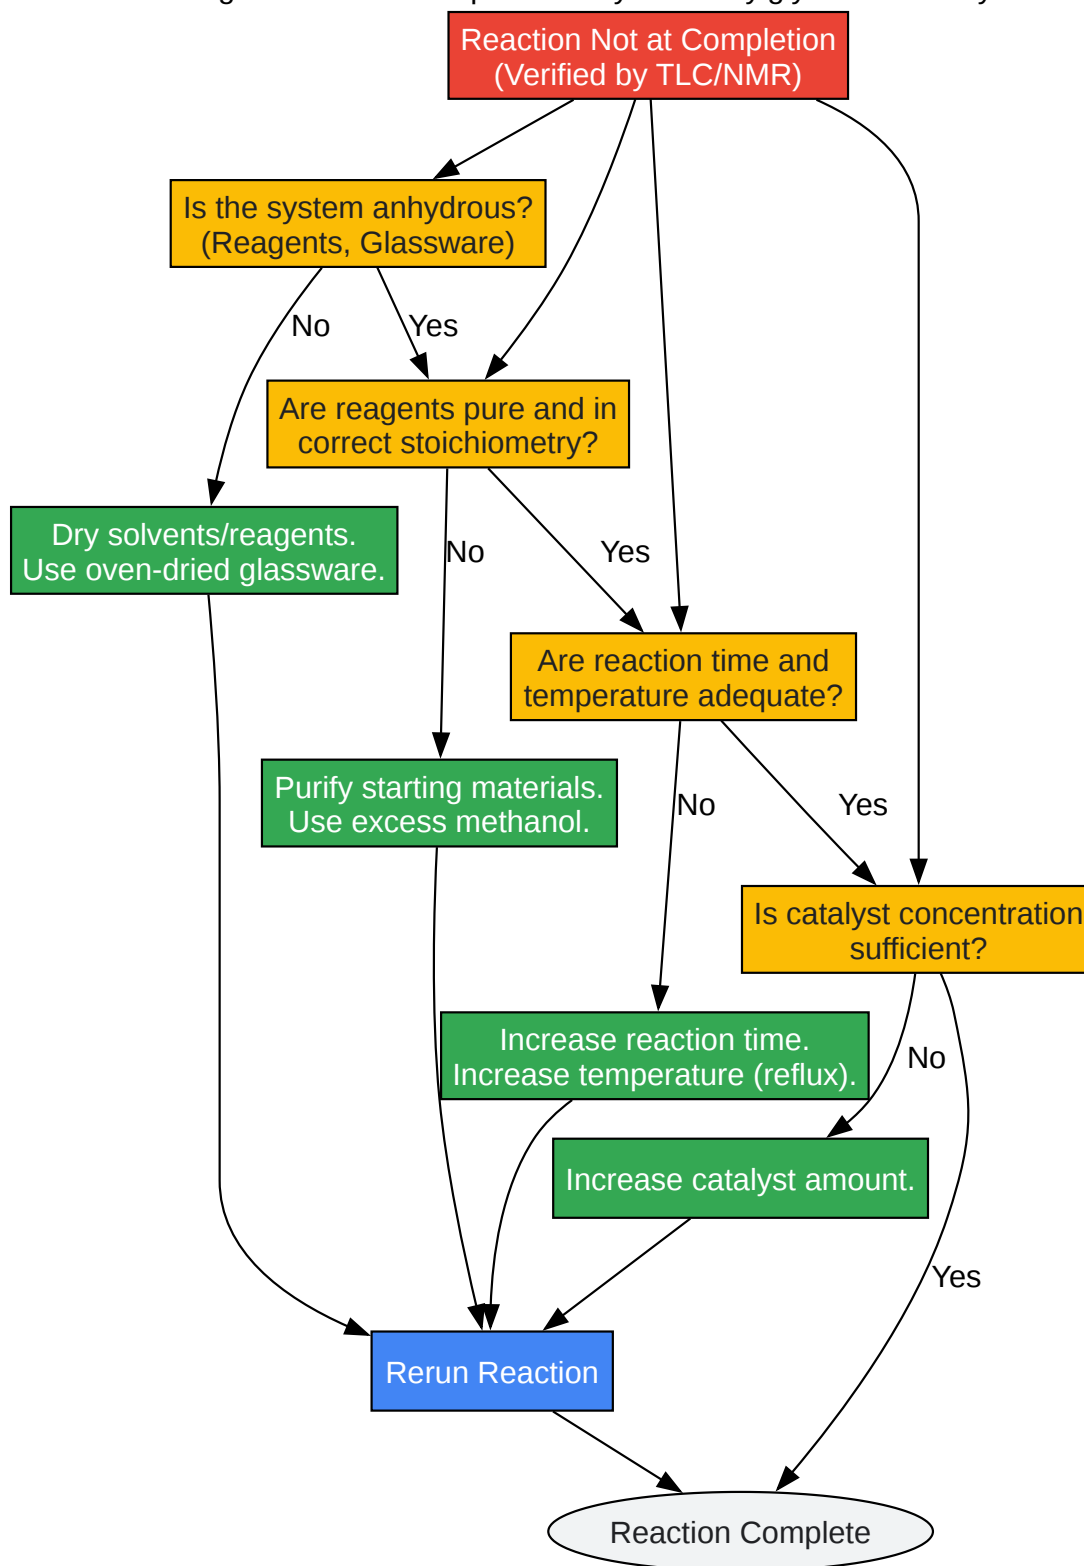 Reaction Not at Completion
(Verified by TLC/NMR)
Is the system anhydrous?
(Reagents, Glassware)
No
Yes
Are reagents pure and in
correct stoichiometry?
Dry solvents/reagents.
Use oven-dried glassware.
No
Yes
Are reaction time and
temperature adequate?
Purify starting materials.
Use excess methanol.
No
Yes
Is catalyst concentration
sufficient?
Increase reaction time.
Increase temperature (reflux).
No
Increase catalyst amount.
Yes
Rerun Reaction
Reaction Complete